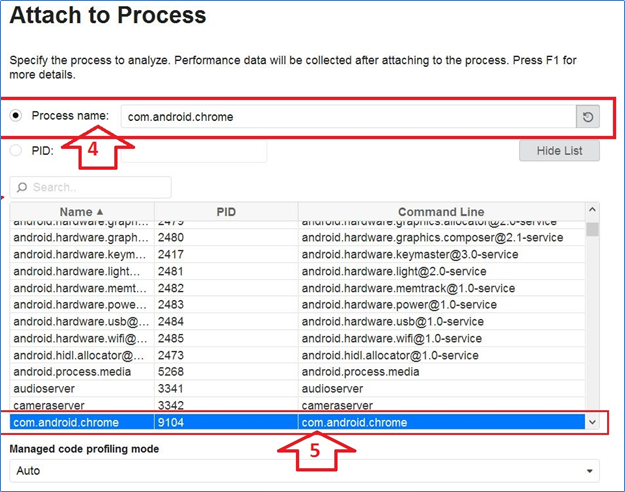 Attach to Process
Specify the process to analyze. Performance data will be collected after attaching to the process. Press F1 for
more details.
Process name: com.android.chrome
4
PID:
Hide List
Search..
Name PID Command Line
android.hardware.graph... 2479 android.hardware.graphics.allocator@2.0-service
android.hardware.graph... 2480 android.hardware.graphics.composer@2.1-service
android.hardware.keym... 2417 android.hardware.keymaster@3.0-service
android.hardware.light... 2481 android.hardware.light@2.0-service
android.hardware.memt... 2482 android.hardware.memtrack@1.0-service
android.hardware.powe... 2483 android.hardware.power@1.0-service
android.hardware.usb@... 2484 android.hardware.usb@1.0-service
android.hardware.wifi@... 2485 android.hardware.wifi@1.0-service
android.hidl.allocator@... 2473 android.hidl.allocator@1.0-service
android.process.media 5268 android.process.media
audioserver 3341 audioserver
cameraserver 3342 cameraserver
com.android.chrome 9104 com.android.chrome
5
Managed code profiling mode
Auto